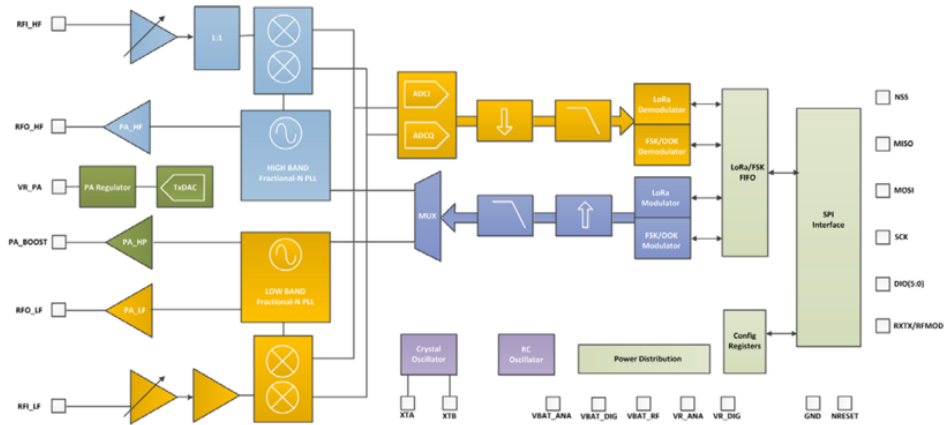 RFI_HF
1:1
ADCI
ADCQ
LoRa
Demodulator
FSK/OOK
Demodulator
LoRa/FSK
FIFO
SPI
Interface
NSS
MISO
MOSI
SCK
DIO(5:0)
RXTX/RFMOD
RFO_HF
PA_HF
HIGH BAND
Fractional-N PLL
VR_PA
PA Regulator
TxDAC
MUX
LoRa
Modulator
FSK/OOK
Modulator
PA_BOOST
PA_HP
LOW BAND
Fractional-N PLL
RFO_LF
PA_LF
RFI_LF
Crystal
Oscillator
RC
Oscillator
Power Distribution
Config
Registers
XTA
XTB
VBAT_ANA
VBAT_DIG
VBAT_RF
VR_ANA
VR_DIG
GND
NRESET